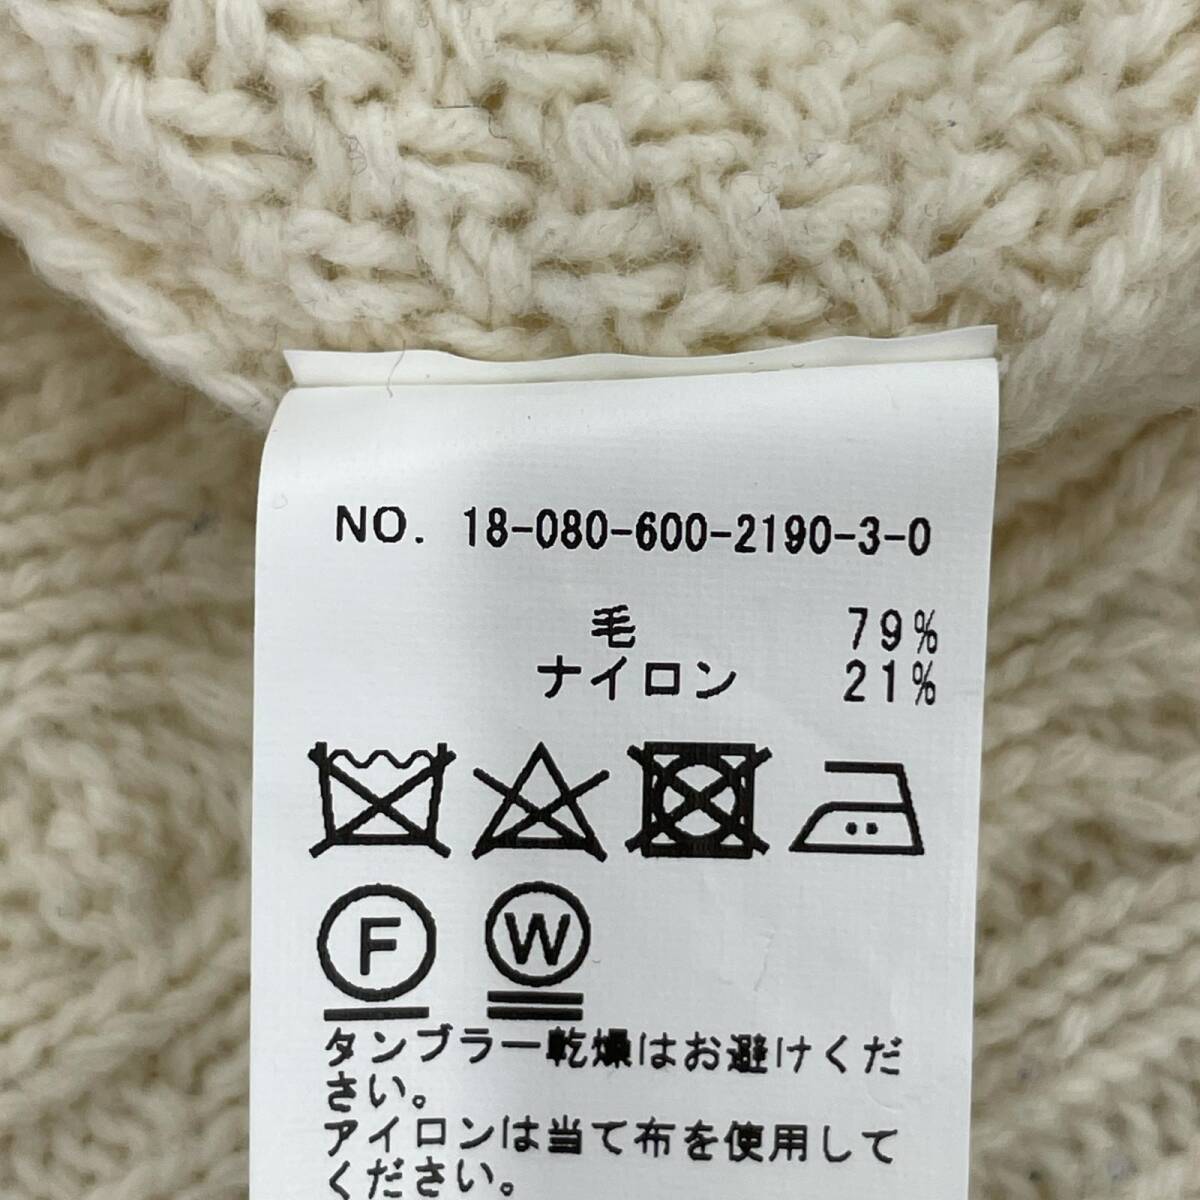 NO. 18-080-600-2190-3-0
毛 79%
ナイロン 21%
F W
タンブラー乾燥はお避けくだ
さい。
アイロンは当て布を使用して
ください。